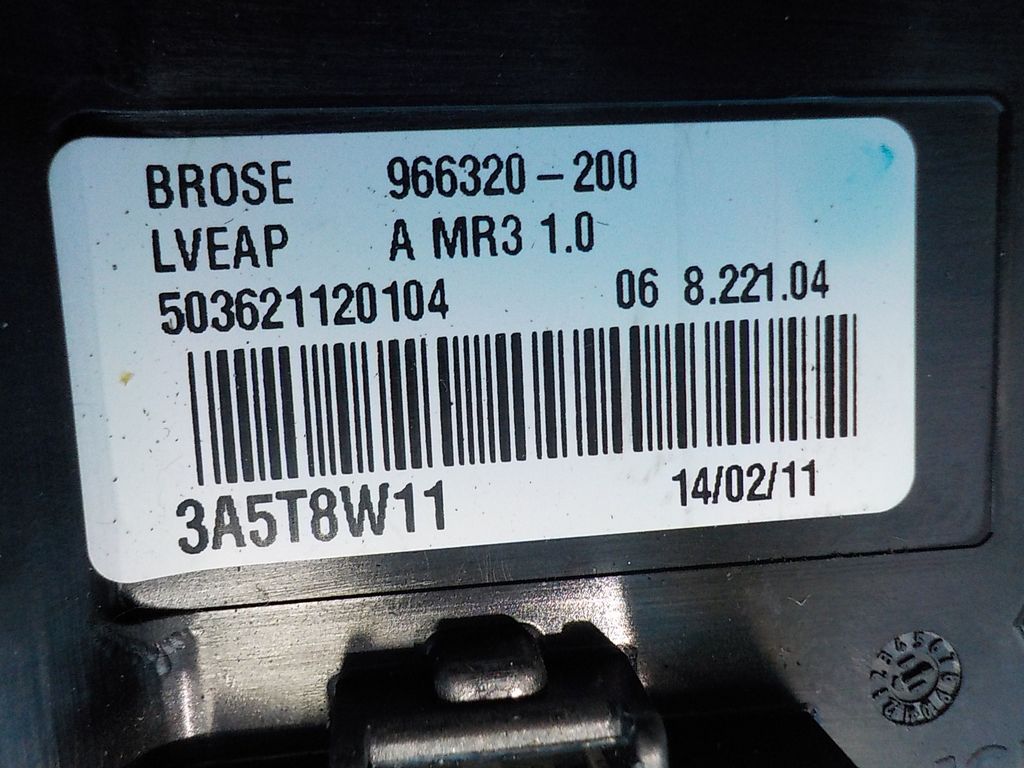 BROSE 966320-200
LVEAP A MR3 1.0
503621120104 06 8.221.04
3A5T8W11 14/02/11